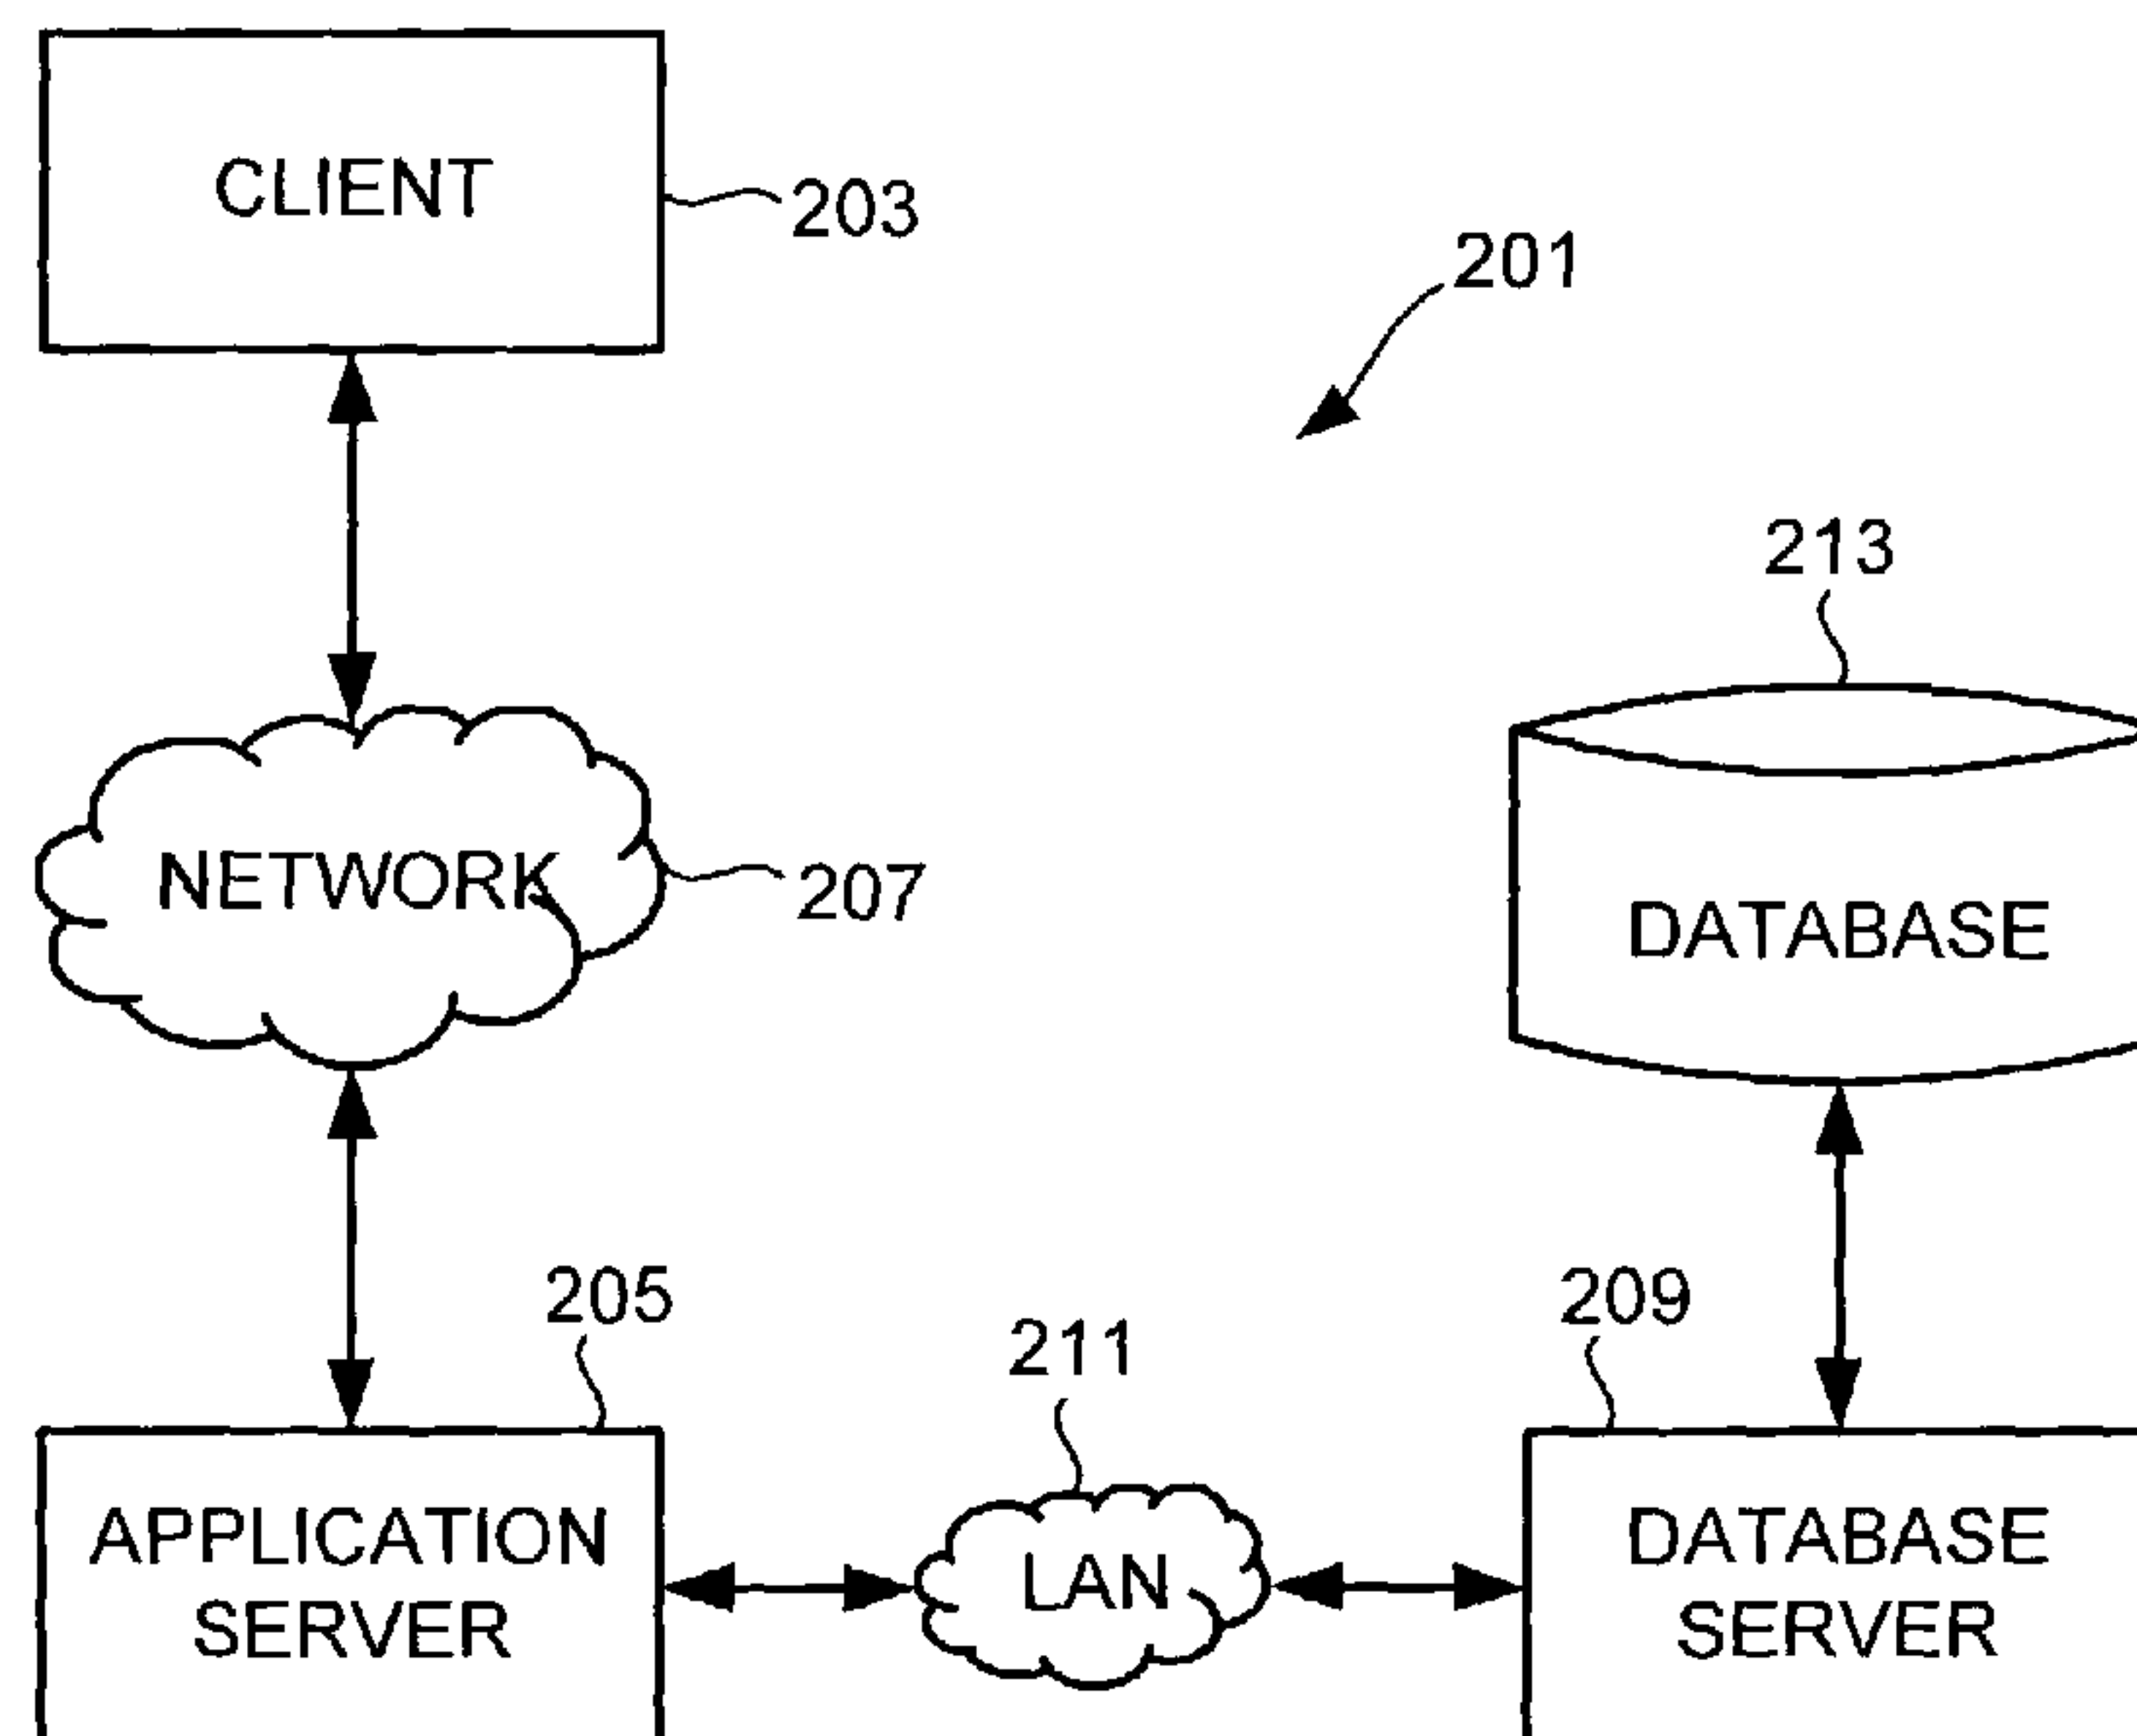 CLIENT
203
201
213
NETWORK
207
DATABASE
205
211
209
APPLICATION
SERVER
LAN
DATABASE
SERVER